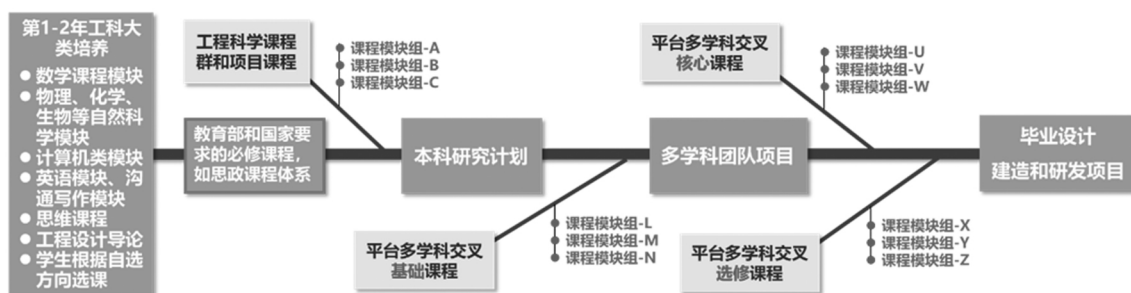 第1-2年工科大
类培养
数学课程模块
物理、化学、
生物等自然科
学模块
计算机类模块
英语模块、沟
通写作模块
思维课程
工程设计导论
学生根据自选
方向选课
工程科学课程
群和项目课程
课程模块组-A
课程模块组-B
课程模块组-C
教育部和国家要
求的必修课程,
如思政课程体系
本科研究计划
平台多学科交叉
基础课程
课程模块组-L
课程模块组-M
课程模块组-N
平台多学科交叉
核心课程
课程模块组-U
课程模块组-V
课程模块组-W
多学科团队项目
平台多学科交叉
选修课程
课程模块组-X
课程模块组-Y
课程模块组-Z
毕业设计
建造和研发项目